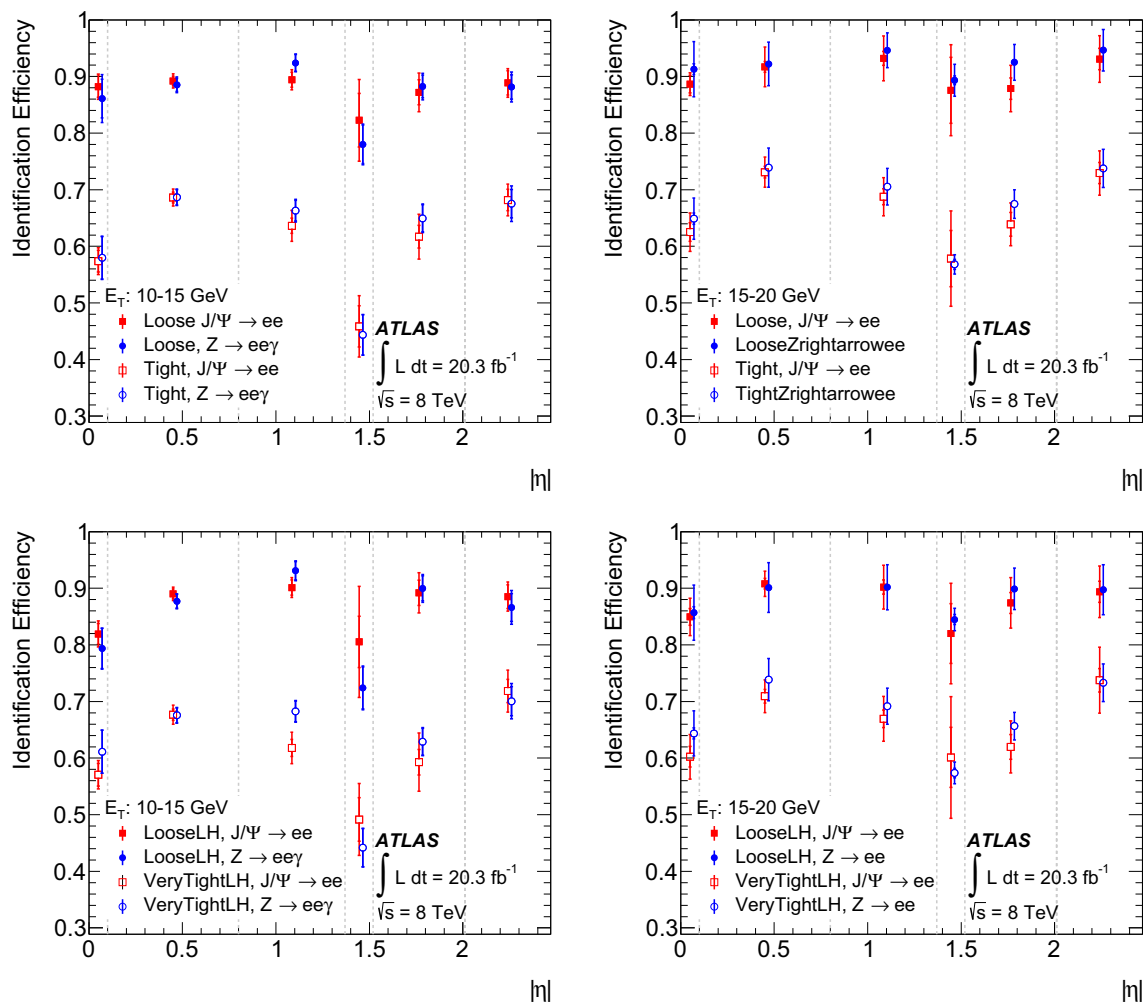 Identification Efficiency
1
0.9
0.8
0.7
0.6
0.5
0.4
0.3
E_T: 10-15 GeV
Loose J/Ψ → ee
Loose, Z → eeγ
Tight, J/Ψ → ee
Tight, Z → eeγ
ATLAS
∫ L dt = 20.3 fb⁻¹
√s = 8 TeV
0 0.5 1 1.5 2
|η|
Identification Efficiency
1
0.9
0.8
0.7
0.6
0.5
0.4
0.3
E_T: 15-20 GeV
Loose, J/Ψ → ee
LooseZrightarrowee
Tight, J/Ψ → ee
TightZrightarrowee
ATLAS
∫ L dt = 20.3 fb⁻¹
√s = 8 TeV
0 0.5 1 1.5 2
|η|
Identification Efficiency
1
0.9
0.8
0.7
0.6
0.5
0.4
0.3
E_T: 10-15 GeV
LooseLH, J/Ψ → ee
LooseLH, Z → eeγ
VeryTightLH, J/Ψ → ee
VeryTightLH, Z → eeγ
ATLAS
∫ L dt = 20.3 fb⁻¹
√s = 8 TeV
0 0.5 1 1.5 2
|η|
Identification Efficiency
1
0.9
0.8
0.7
0.6
0.5
0.4
0.3
E_T: 15-20 GeV
LooseLH, J/Ψ → ee
LooseLH, Z → ee
VeryTightLH, J/Ψ → ee
VeryTightLH, Z → ee
ATLAS
∫ L dt = 20.3 fb⁻¹
√s = 8 TeV
0 0.5 1 1.5 2
|η|